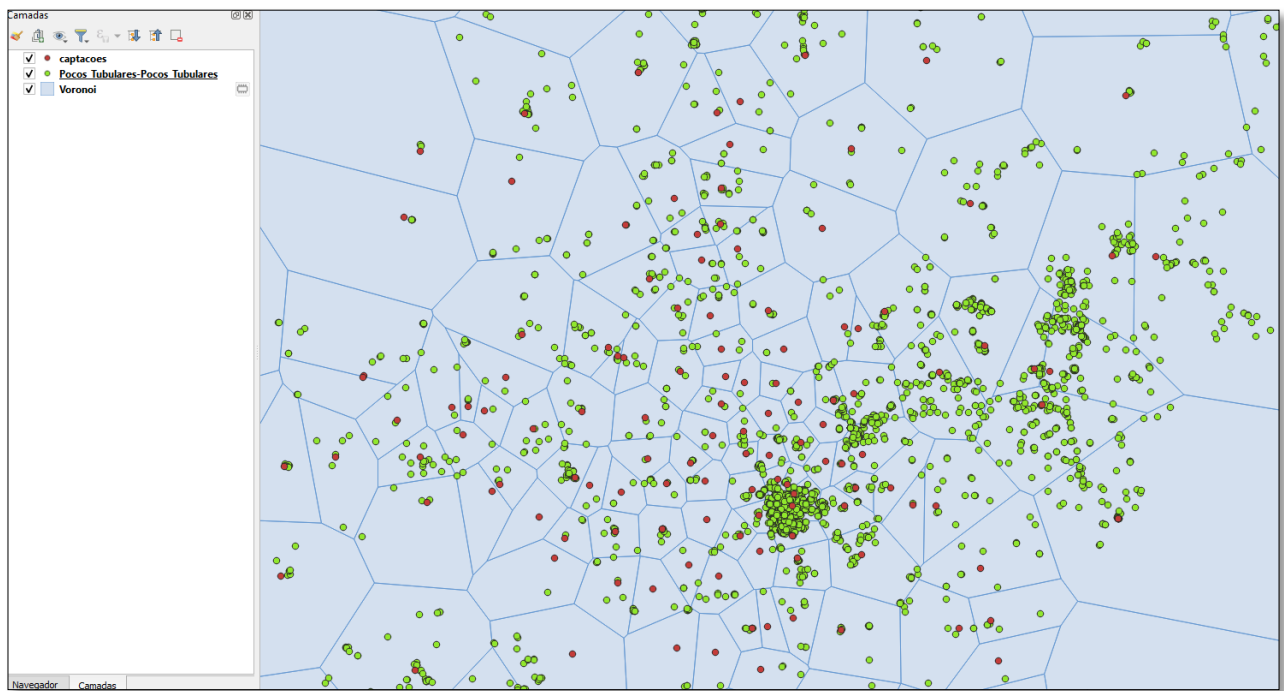 Camadas
captacoes
Pocos Tubulares-Pocos Tubulares
Voronoi
Navegador
Camadas